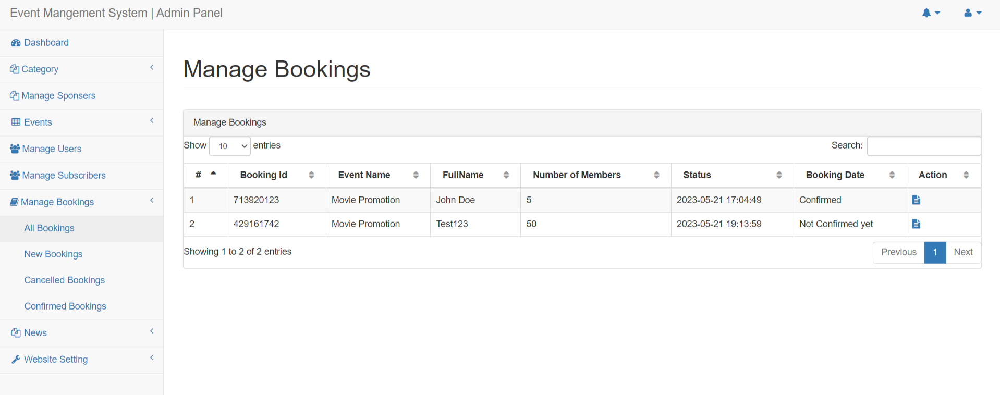 Event Mangement System | Admin Panel
Dashboard
Category
Manage Sponsers
Events
Manage Users
Manage Subscribers
Manage Bookings
All Bookings
New Bookings
Cancelled Bookings
Confirmed Bookings
News
Website Setting
Manage Bookings
Manage Bookings
Show 10 entries Search:
# Booking Id Event Name FullName Number of Members Status Booking Date Action
1 713920123 Movie Promotion John Doe 5 2023-05-21 17:04:49 Confirmed
2 429161742 Movie Promotion Test123 50 2023-05-21 19:13:59 Not Confirmed yet
Showing 1 to 2 of 2 entries Previous 1 Next